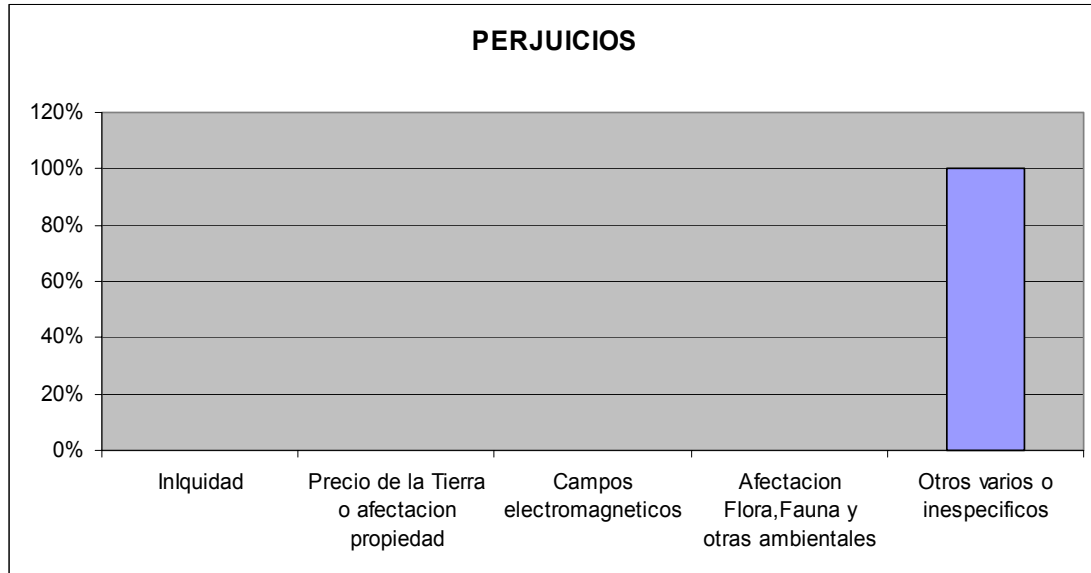 PERJUICIOS
120%
100%
80%
60%
40%
20%
0%
InIquidad
Precio de la Tierra
o afectacion
propiedad
Campos
electromagneticos
Afectacion
Flora,Fauna y
otras ambientales
Otros varios o
inespecificos